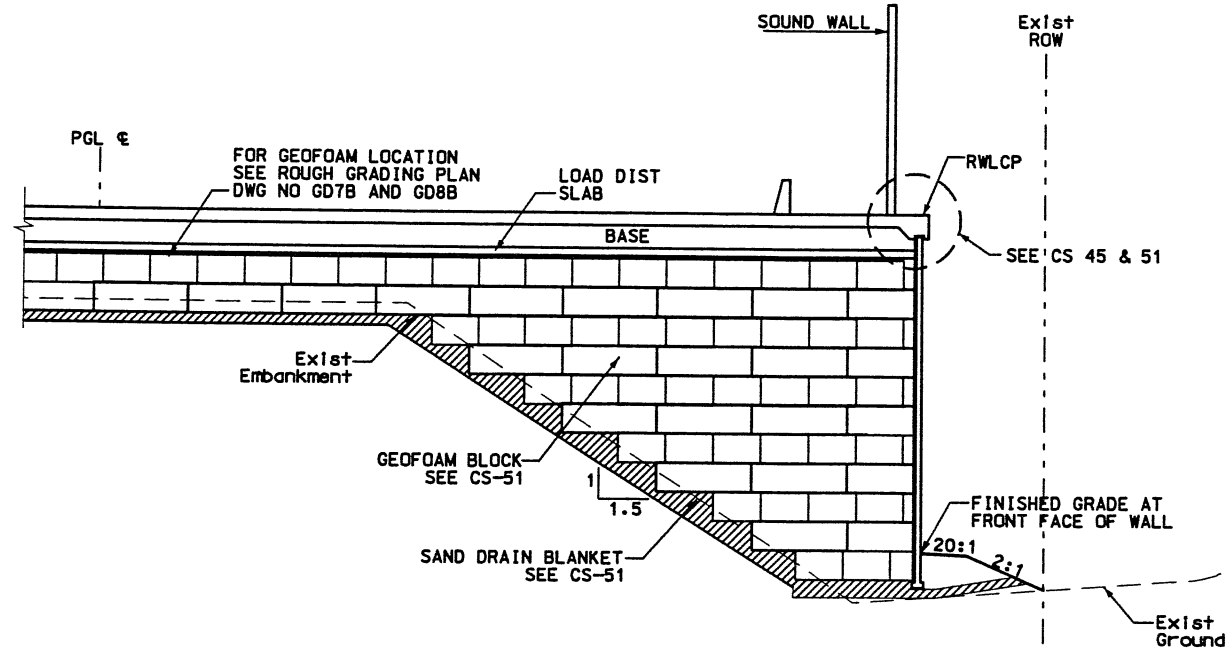 SOUND WALL
Exist
ROW
PGL ℄
FOR GEOFOAM LOCATION
SEE ROUGH GRADING PLAN
DWG NO GD7B AND GD8B
LOAD DIST
SLAB
RWLCP
BASE
SEE CS 45 & 51
Exist
Embankment
GEOFOAM BLOCK
SEE CS-51
1
1.5
FINISHED GRADE AT
FRONT FACE OF WALL
20:1
2:1
SAND DRAIN BLANKET
SEE CS-51
Exist
Ground